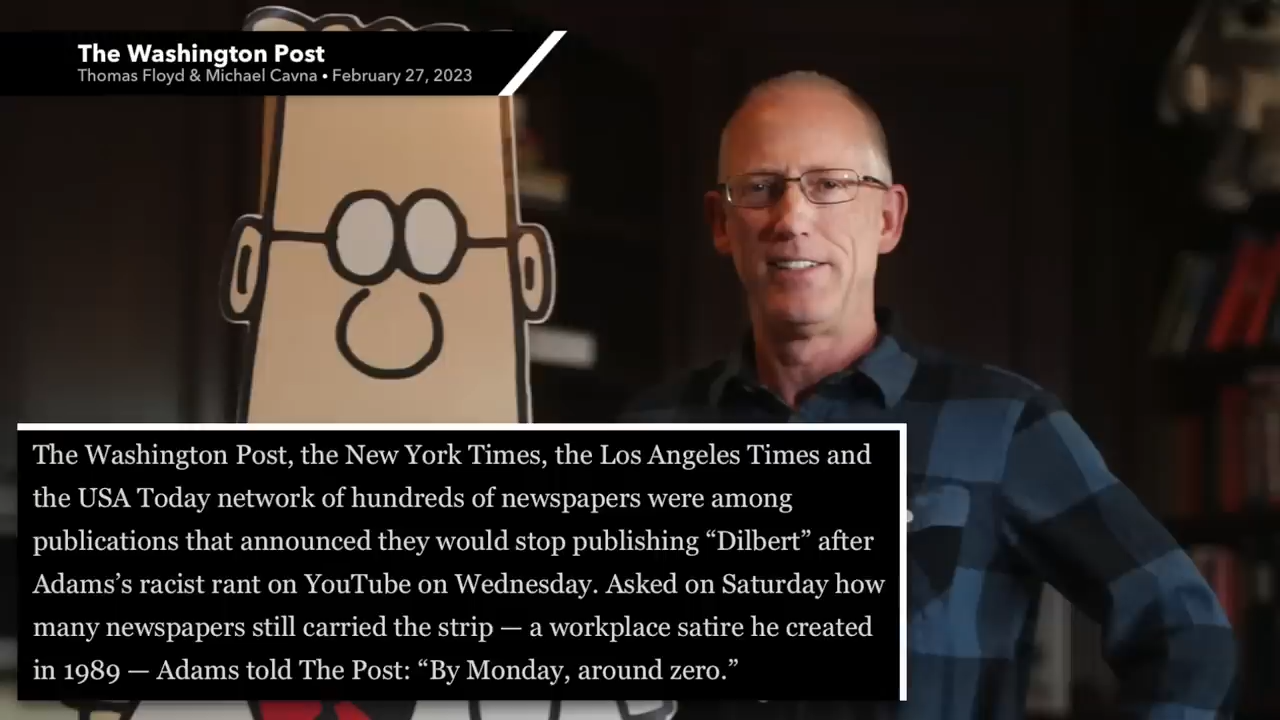 The Washington Post
Thomas Floyd & Michael Cavna • February 27, 2023
The Washington Post, the New York Times, the Los Angeles Times and
the USA Today network of hundreds of newspapers were among
publications that announced they would stop publishing “Dilbert” after
Adams’s racist rant on YouTube on Wednesday. Asked on Saturday how
many newspapers still carried the strip — a workplace satire he created
in 1989 — Adams told The Post: “By Monday, around zero.”